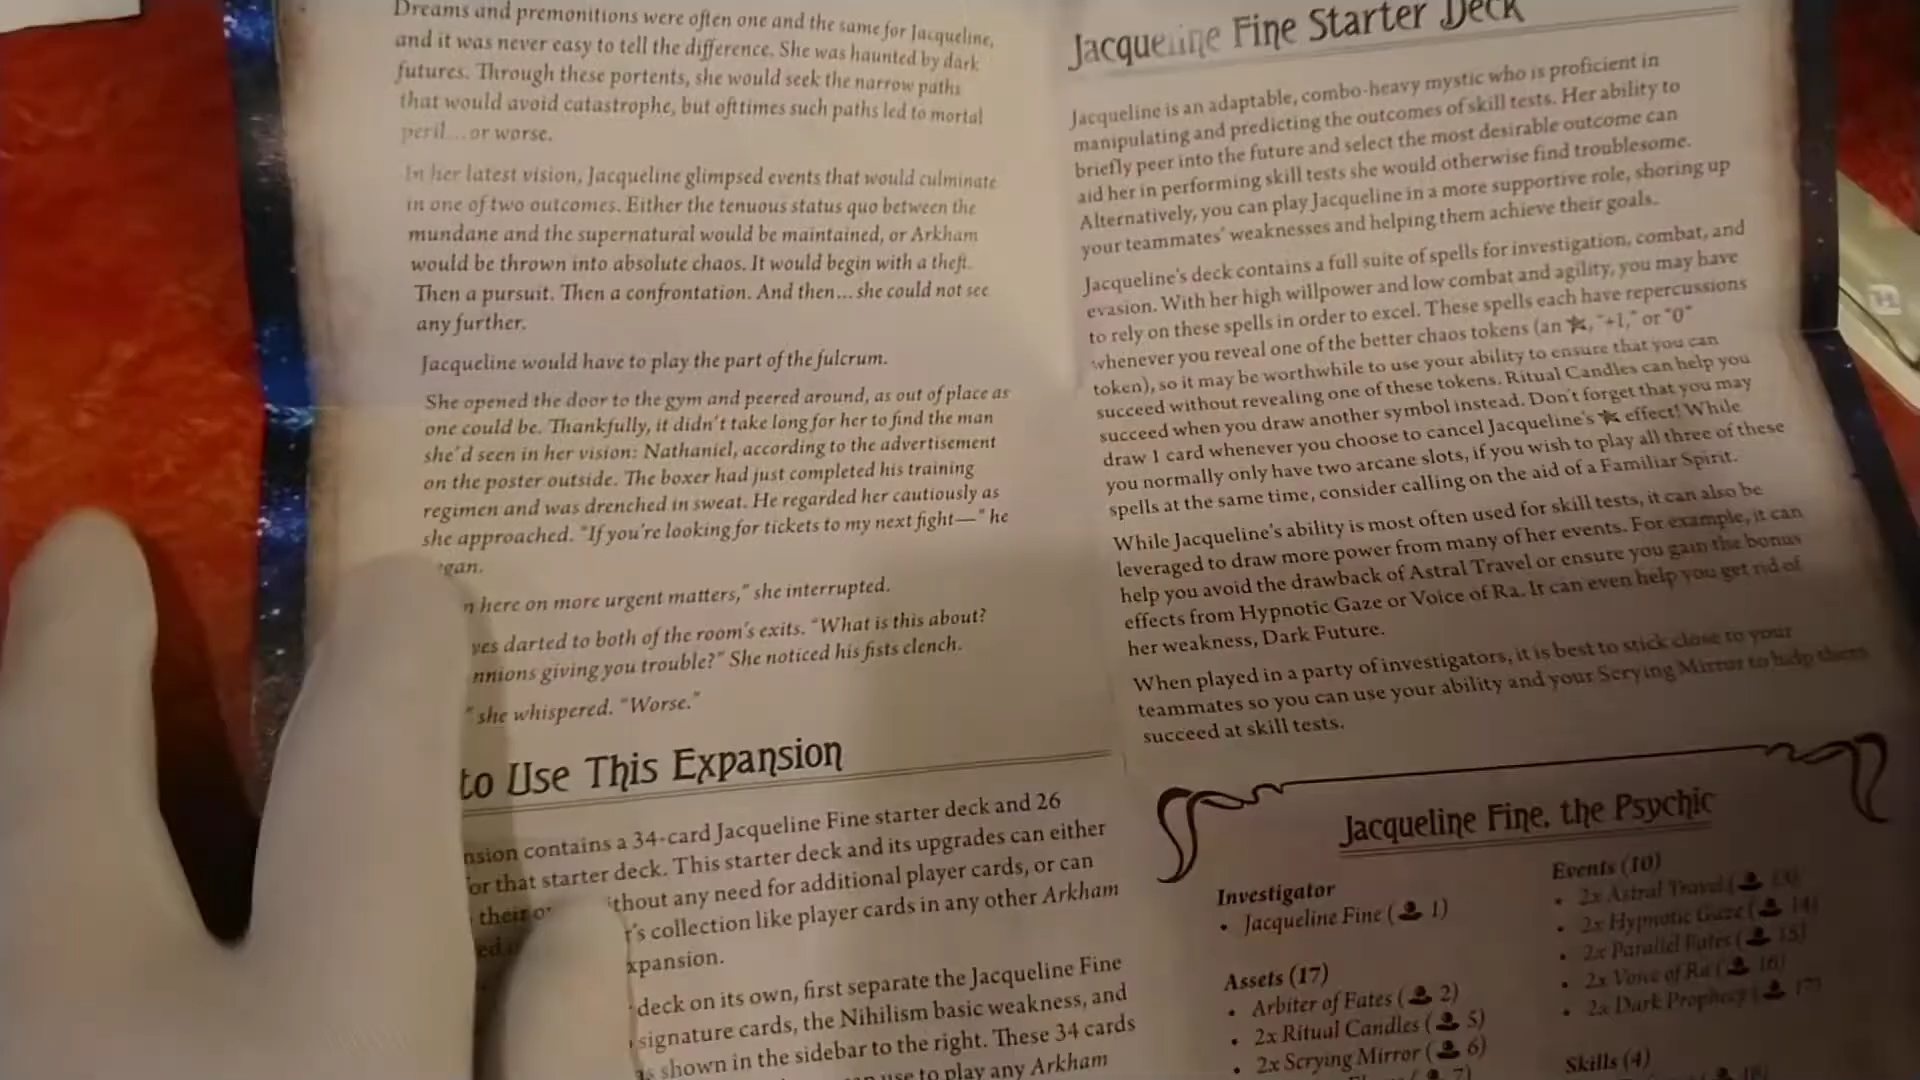 Dreams and premonitions were often one and the same for Jacqueline,
and it was never easy to tell the difference. She was haunted by dark
futures. Through these portents, she would seek the narrow paths
that would avoid catastrophe, but ofttimes such paths led to mortal
peril...or worse.
In her latest vision, Jacqueline glimpsed events that would culminate
in one of two outcomes. Either the tenuous status quo between the
mundane and the supernatural would be maintained, or Arkham
would be thrown into absolute chaos. It would begin with a theft.
Then a pursuit. Then a confrontation. And then... she could not see
any further.
Jacqueline would have to play the part of the fulcrum.
She opened the door to the gym and peered around, as out of place as
one could be. Thankfully, it didn't take long for her to find the man
she'd seen in her vision: Nathaniel, according to the advertisement
on the poster outside. The boxer had just completed his training
regimen and was drenched in sweat. He regarded her cautiously as
she approached. "If you're looking for tickets to my next fight—" he
egan.
n here on more urgent matters," she interrupted.
yes darted to both of the room's exits. "What is this about?
nnions giving you trouble?" She noticed his fists clench.
" she whispered. "Worse."
to Use This Expansion
nsion contains a 34-card Jacqueline Fine starter deck and 26
or that starter deck. This starter deck and its upgrades can either
their o ithout any need for additional player cards, or can
r's collection like player cards in any other Arkham
xpansion.
deck on its own, first separate the Jacqueline Fine
signature cards, the Nihilism basic weakness, and
as shown in the sidebar to the right. These 34 cards
use to play any Arkham
Jacqueline Fine Starter Deck
Jacqueline is an adaptable, combo-heavy mystic who is proficient in
manipulating and predicting the outcomes of skill tests. Her ability to
briefly peer into the future and select the most desirable outcome can
aid her in performing skill tests she would otherwise find troublesome.
Alternatively, you can play Jacqueline in a more supportive role, shoring up
your teammates' weaknesses and helping them achieve their goals.
Jacqueline's deck contains a full suite of spells for investigation, combat, and
evasion. With her high willpower and low combat and agility, you may have
to rely on these spells in order to excel. These spells each have repercussions
whenever you reveal one of the better chaos tokens (an ★, "+1," or "0"
token), so it may be worthwhile to use your ability to ensure that you can
succeed without revealing one of these tokens. Ritual Candles can help you
succeed when you draw another symbol instead. Don't forget that you may
draw 1 card whenever you choose to cancel Jacqueline's ★ effect! While
you normally only have two arcane slots, if you wish to play all three of these
spells at the same time, consider calling on the aid of a Familiar Spirit.
While Jacqueline's ability is most often used for skill tests, it can also be
leveraged to draw more power from many of her events. For example, it can
help you avoid the drawback of Astral Travel or ensure you gain the bonus
effects from Hypnotic Gaze or Voice of Ra. It can even help you get rid of
her weakness, Dark Future.
When played in a party of investigators, it is best to stick close to your
teammates so you can use your ability and your Scrying Mirror to help them
succeed at skill tests.
Jacqueline Fine, the Psychic
Investigator
• Jacqueline Fine ( 1)
Assets (17)
• Arbiter of Fates ( 2)
• 2x Ritual Candles ( 5)
• 2x Scrying Mirror ( 6)
7)
Events (10)
• 2x Astral Travel ( 13)
• 2x Hypnotic Gaze ( 14)
• 2x Parallel Fates ( 15)
• 2x Voice of Ra ( 16)
• 2x Dark Prophecy ( 17)
Skills (4)